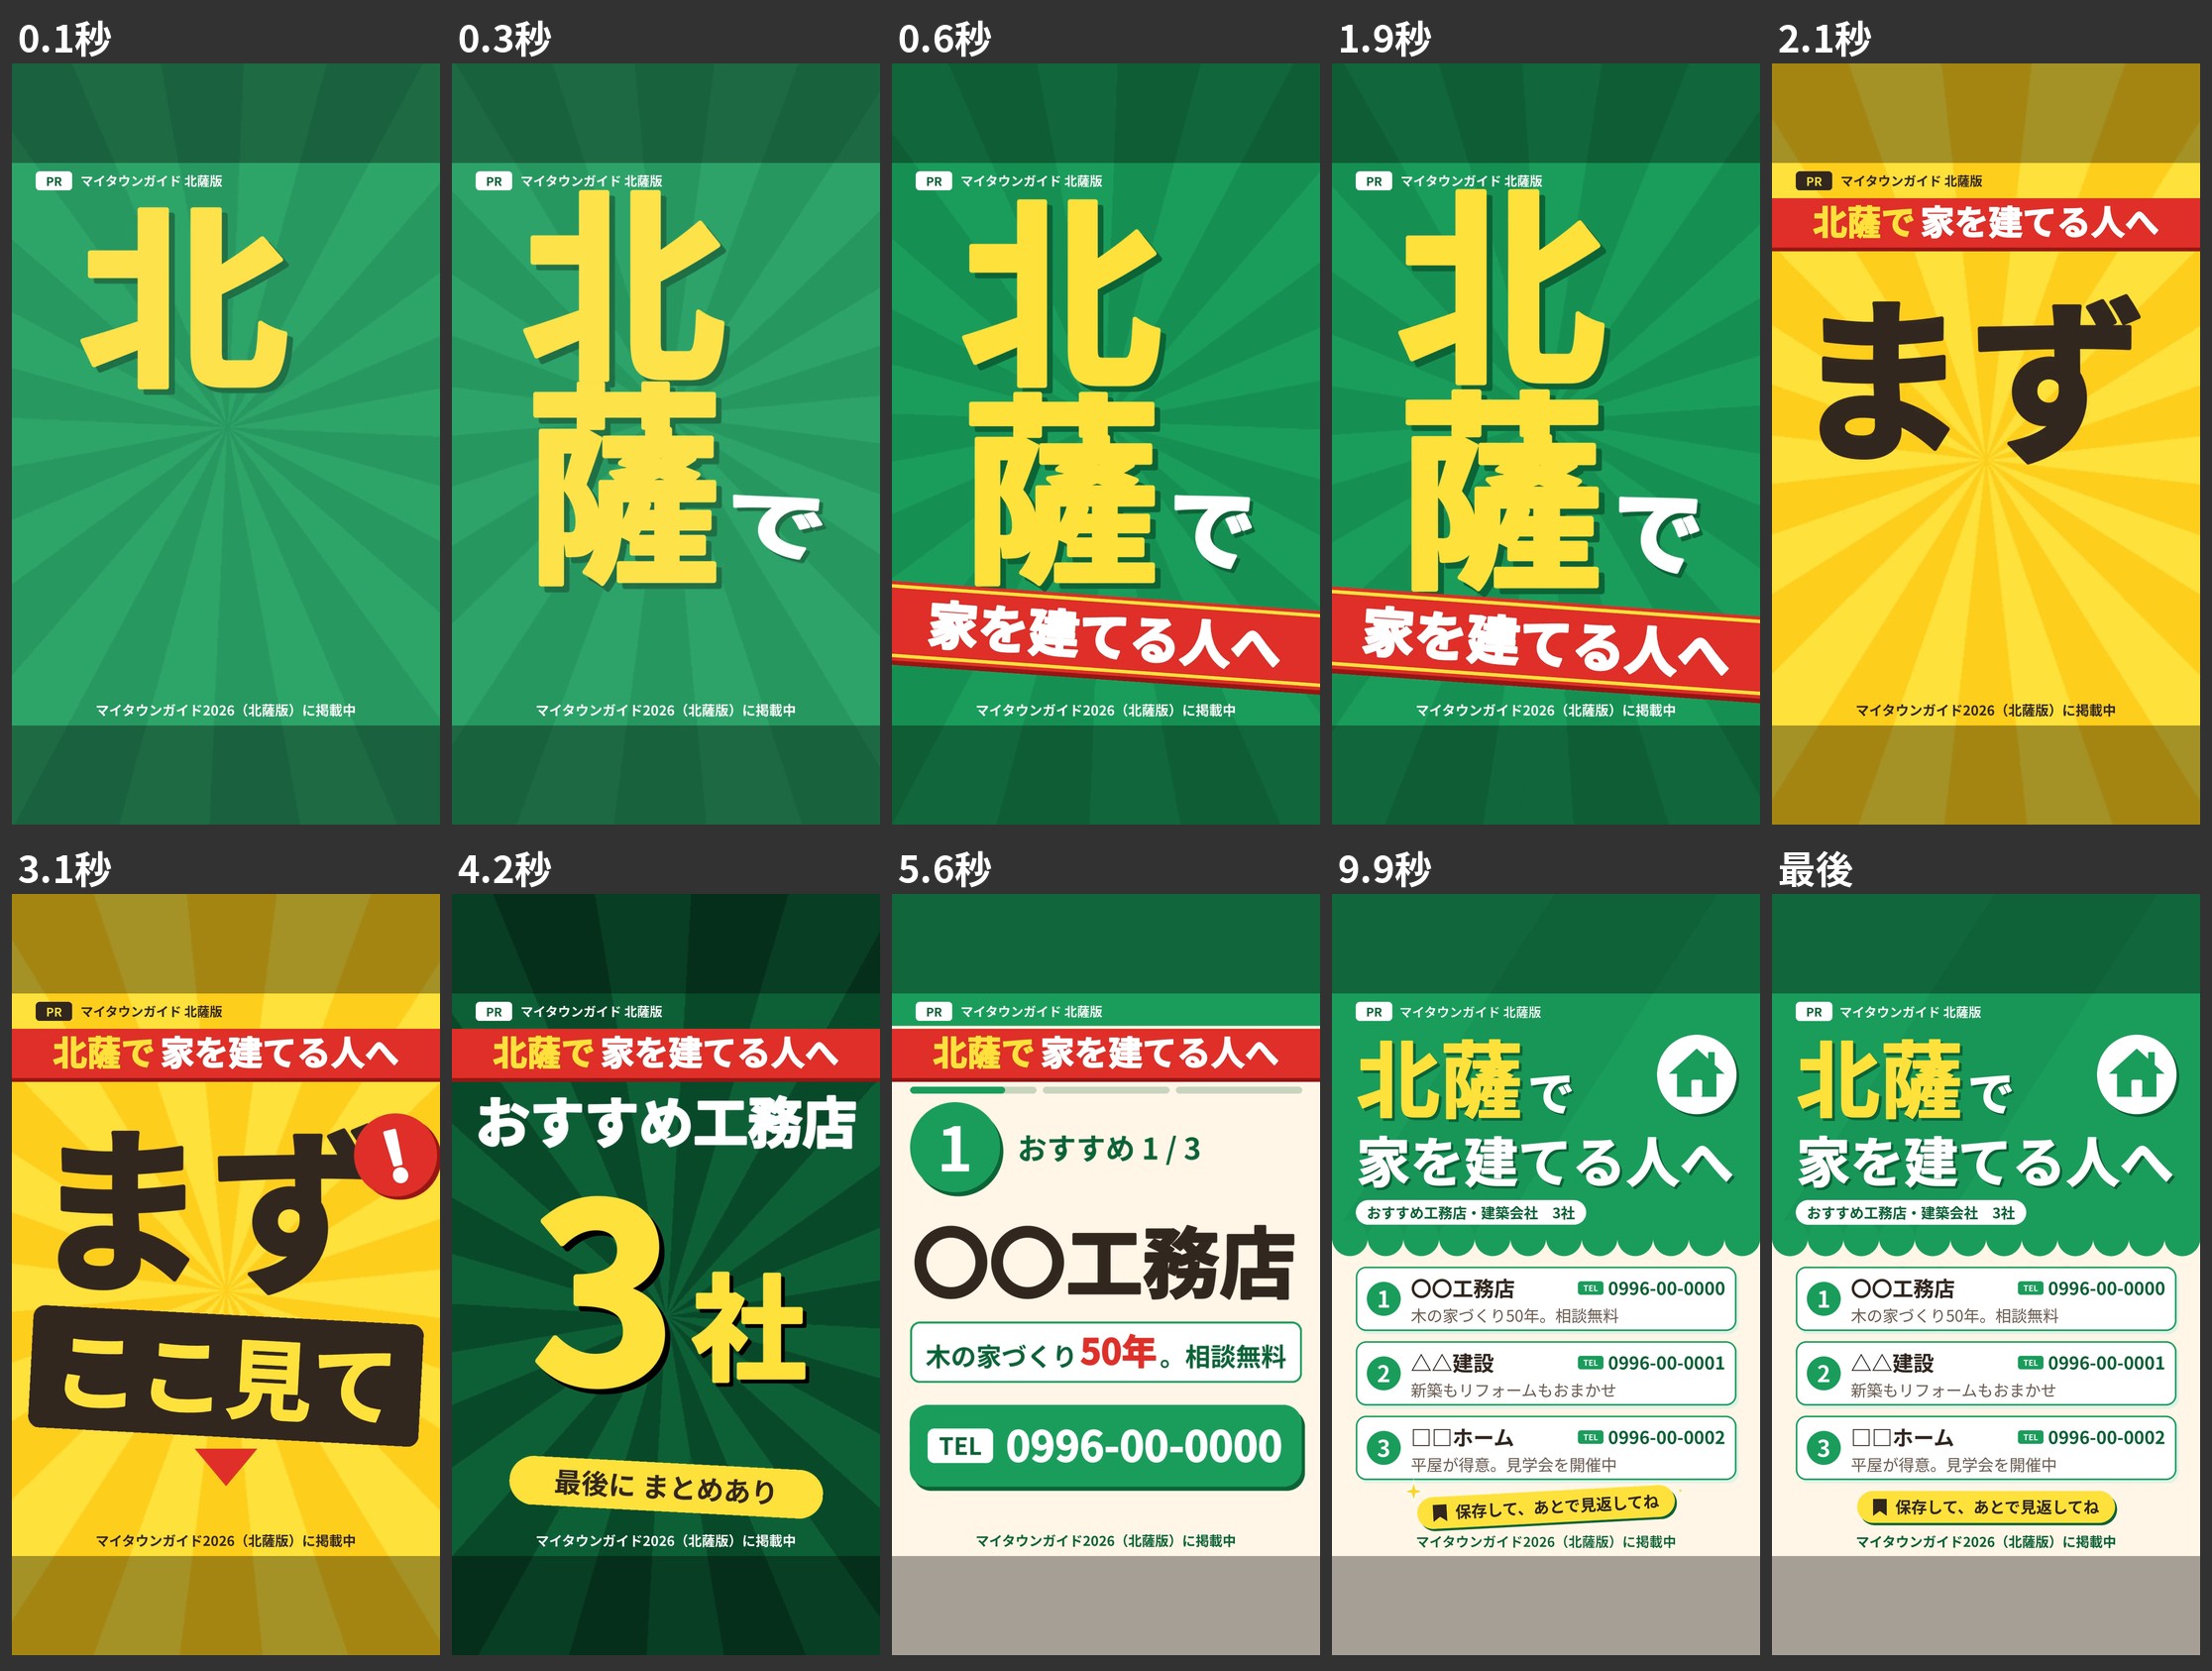 0.1秒
PR マイタウンガイド 北薩版
北
マイタウンガイド2026（北薩版）に掲載中
0.3秒
PR マイタウンガイド 北薩版
北
薩で
マイタウンガイド2026（北薩版）に掲載中
0.6秒
PR マイタウンガイド 北薩版
北
薩で
家を建てる人へ
マイタウンガイド2026（北薩版）に掲載中
1.9秒
PR マイタウンガイド 北薩版
北
薩で
家を建てる人へ
マイタウンガイド2026（北薩版）に掲載中
2.1秒
PR マイタウンガイド 北薩版
北薩で 家を建てる人へ
まず
マイタウンガイド2026（北薩版）に掲載中
3.1秒
PR マイタウンガイド 北薩版
北薩で 家を建てる人へ
まず!
ここ見て
マイタウンガイド2026（北薩版）に掲載中
4.2秒
PR マイタウンガイド 北薩版
北薩で 家を建てる人へ
おすすめ工務店
3社
最後に まとめあり
マイタウンガイド2026（北薩版）に掲載中
5.6秒
PR マイタウンガイド 北薩版
北薩で 家を建てる人へ
1 おすすめ 1 / 3
〇〇工務店
木の家づくり50年。相談無料
TEL 0996-00-0000
マイタウンガイド2026（北薩版）に掲載中
9.9秒
PR マイタウンガイド 北薩版
北薩で
家を建てる人へ
おすすめ工務店・建築会社　3社
1 〇〇工務店 TEL 0996-00-0000
木の家づくり50年。相談無料
2 △△建設 TEL 0996-00-0001
新築もリフォームもおまかせ
3 □□ホーム TEL 0996-00-0002
平屋が得意。見学会を開催中
保存して、あとで見返してね
マイタウンガイド2026（北薩版）に掲載中
最後
PR マイタウンガイド 北薩版
北薩で
家を建てる人へ
おすすめ工務店・建築会社　3社
1 〇〇工務店 TEL 0996-00-0000
木の家づくり50年。相談無料
2 △△建設 TEL 0996-00-0001
新築もリフォームもおまかせ
3 □□ホーム TEL 0996-00-0002
平屋が得意。見学会を開催中
保存して、あとで見返してね
マイタウンガイド2026（北薩版）に掲載中